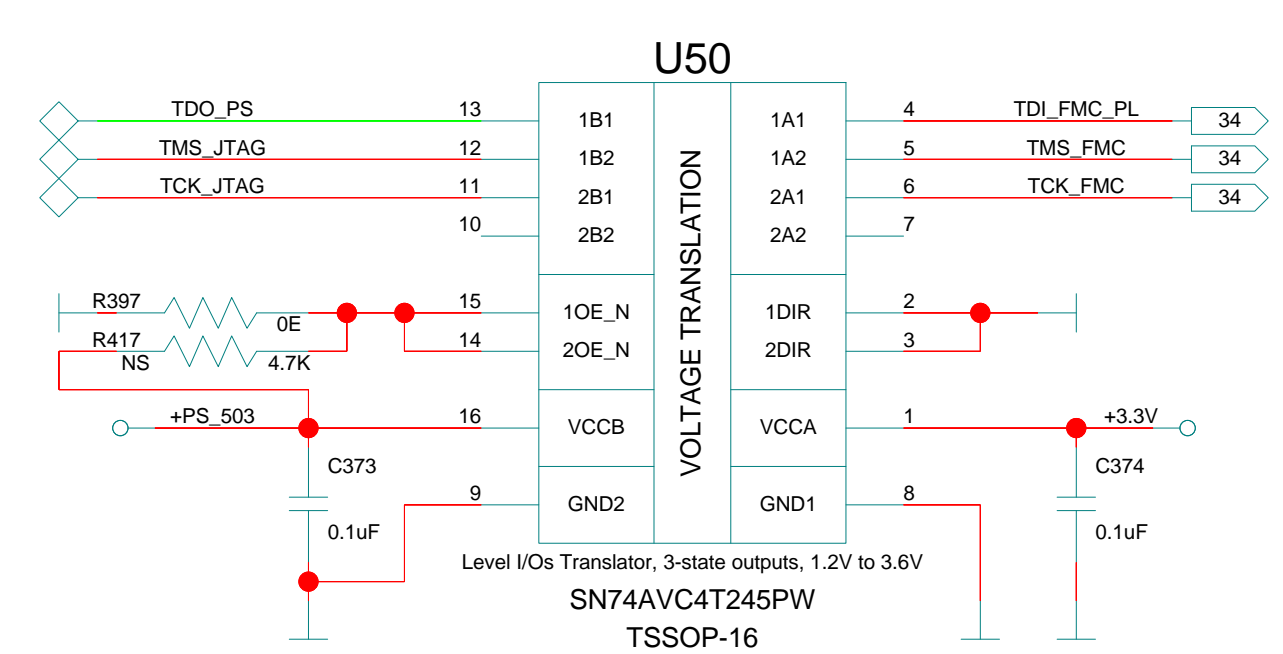 U50
TDO_PS 13 1B1 1A1 4 TDI_FMC_PL 34
TMS_JTAG 12 1B2 1A2 5 TMS_FMC 34
TCK_JTAG 11 2B1 2A1 6 TCK_FMC 34
10 2B2 2A2 7
VOLTAGE TRANSLATION
R397 0E 15 1OE_N 1DIR 2
R417 NS 4.7K 14 2OE_N 2DIR 3
+PS_503 16 VCCB VCCA 1 +3.3V
C373 C374
9 GND2 GND1 8
0.1uF 0.1uF
Level I/Os Translator, 3-state outputs, 1.2V to 3.6V
SN74AVC4T245PW
TSSOP-16